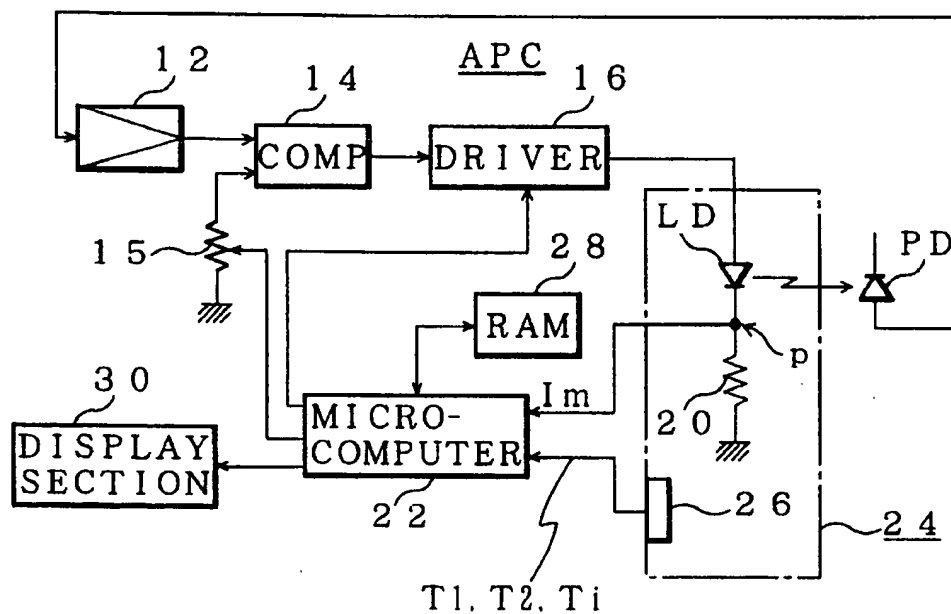 APC
12
14
16
COMP
DRIVER
LD
PD
15
28
RAM
p
30
Im
20
DISPLAY
SECTION
MICRO-
COMPUTER
22
26
24
T1, T2, Ti